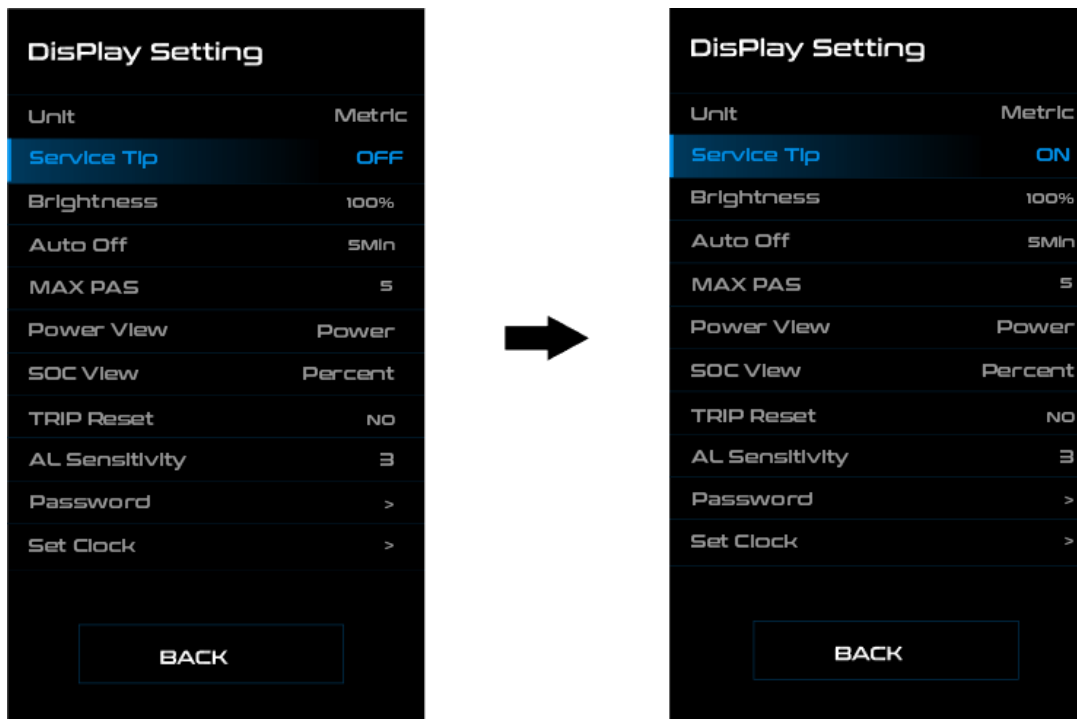 DisPlay Setting
Unit Metric
Service Tip OFF
Brightness 100%
Auto Off 5Min
MAX PAS 5
Power View Power
SOC View Percent
TRIP Reset NO
AL Sensitivity 3
Password >
Set Clock >
BACK
DisPlay Setting
Unit Metric
Service Tip ON
Brightness 100%
Auto Off 5Min
MAX PAS 5
Power View Power
SOC View Percent
TRIP Reset NO
AL Sensitivity 3
Password >
Set Clock >
BACK